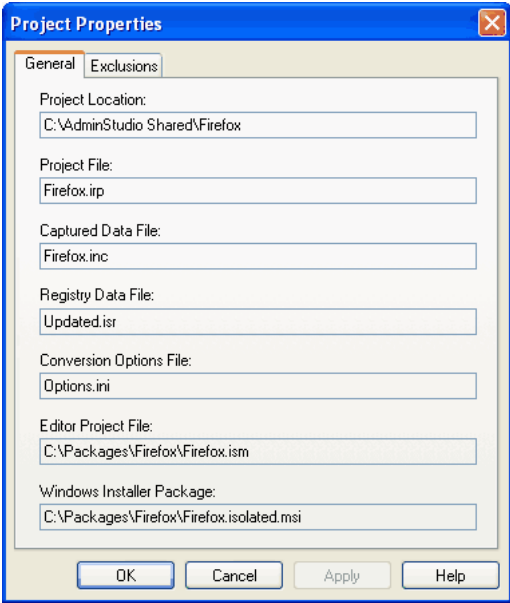 Project Properties
General Exclusions
Project Location:
C:\AdminStudio Shared\Firefox
Project File:
Firefox.irp
Captured Data File:
Firefox.inc
Registry Data File:
Updated.isr
Conversion Options File:
Options.ini
Editor Project File:
C:\Packages\Firefox\Firefox.ism
Windows Installer Package:
C:\Packages\Firefox\Firefox.isolated.msi
OK Cancel Apply Help